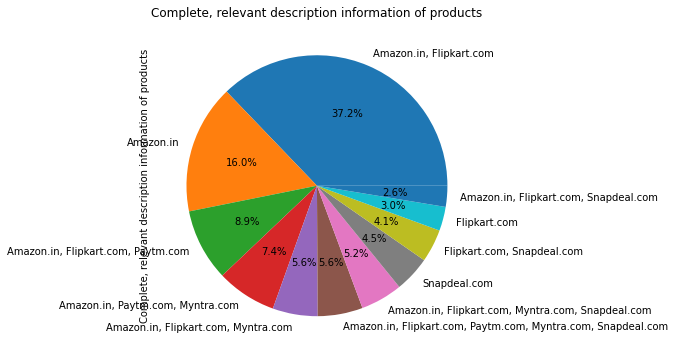 Complete, relevant description information of products
Amazon.in, Flipkart.com
37.2%
Amazon.in
16.0%
Complete, relevant description information of products
2.6%
Amazon.in, Flipkart.com, Snapdeal.com
3.0%
Flipkart.com
8.9%
4.1%
Amazon.in, Flipkart.com, Paytm.com
Flipkart.com, Snapdeal.com
7.4%
4.5%
5.6%
5.6%
5.2%
Snapdeal.com
Amazon.in, Paytm.com, Myntra.com
Amazon.in, Flipkart.com, Myntra.com, Snapdeal.com
Amazon.in, Flipkart.com, Myntra.com
Amazon.in, Flipkart.com, Paytm.com, Myntra.com, Snapdeal.com